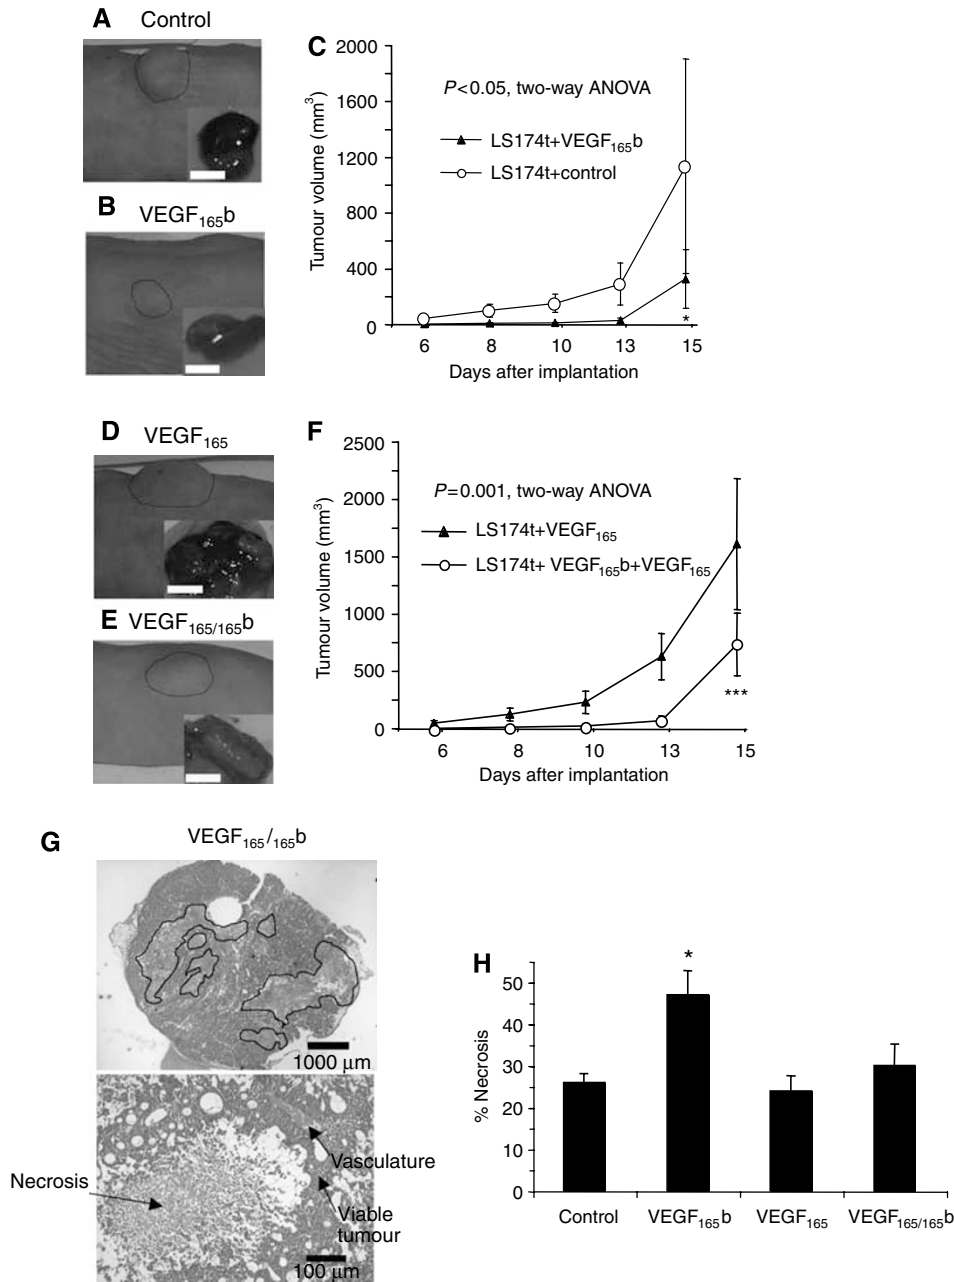 A Control
B VEGF165b
C
Tumour volume (mm3)
2000
1600
1200
800
400
0
P<0.05, two-way ANOVA
LS174t+VEGF165b
LS174t+control
*
6 8 10 13 15
Days after implantation
D VEGF165
E VEGF165/165b
F
Tumour volume (mm3)
2500
2000
1500
1000
500
0
P=0.001, two-way ANOVA
LS174t+VEGF165
LS174t+ VEGF165b+VEGF165
***
6 8 10 13 15
Days after implantation
G
VEGF165/165b
1000 µm
Necrosis
Vasculature
Viable
tumour
100 µm
H
% Necrosis
50
40
30
20
10
0
*
Control VEGF165b VEGF165 VEGF165/165b